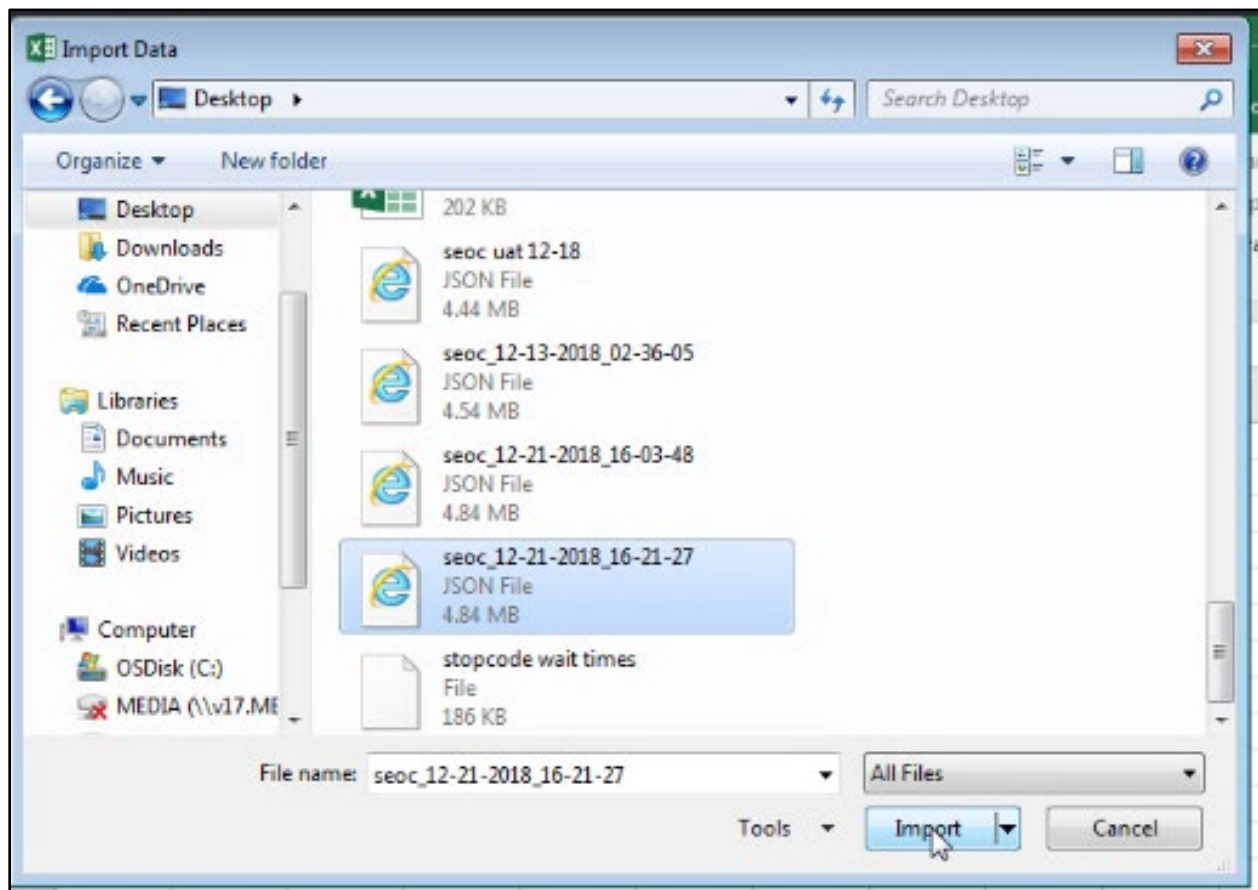 Import Data
Desktop
Search Desktop
Organize
New folder
Desktop
Downloads
OneDrive
Recent Places
Libraries
Documents
Music
Pictures
Videos
Computer
OSDisk (C:)
MEDIA (\\v17.ME
202 KB
seoc uat 12-18
JSON File
4.44 MB
seoc_12-13-2018_02-36-05
JSON File
4.54 MB
seoc_12-21-2018_16-03-48
JSON File
4.84 MB
seoc_12-21-2018_16-21-27
JSON File
4.84 MB
stopcode wait times
File
186 KB
File name: seoc_12-21-2018_16-21-27
All Files
Tools
Import
Cancel